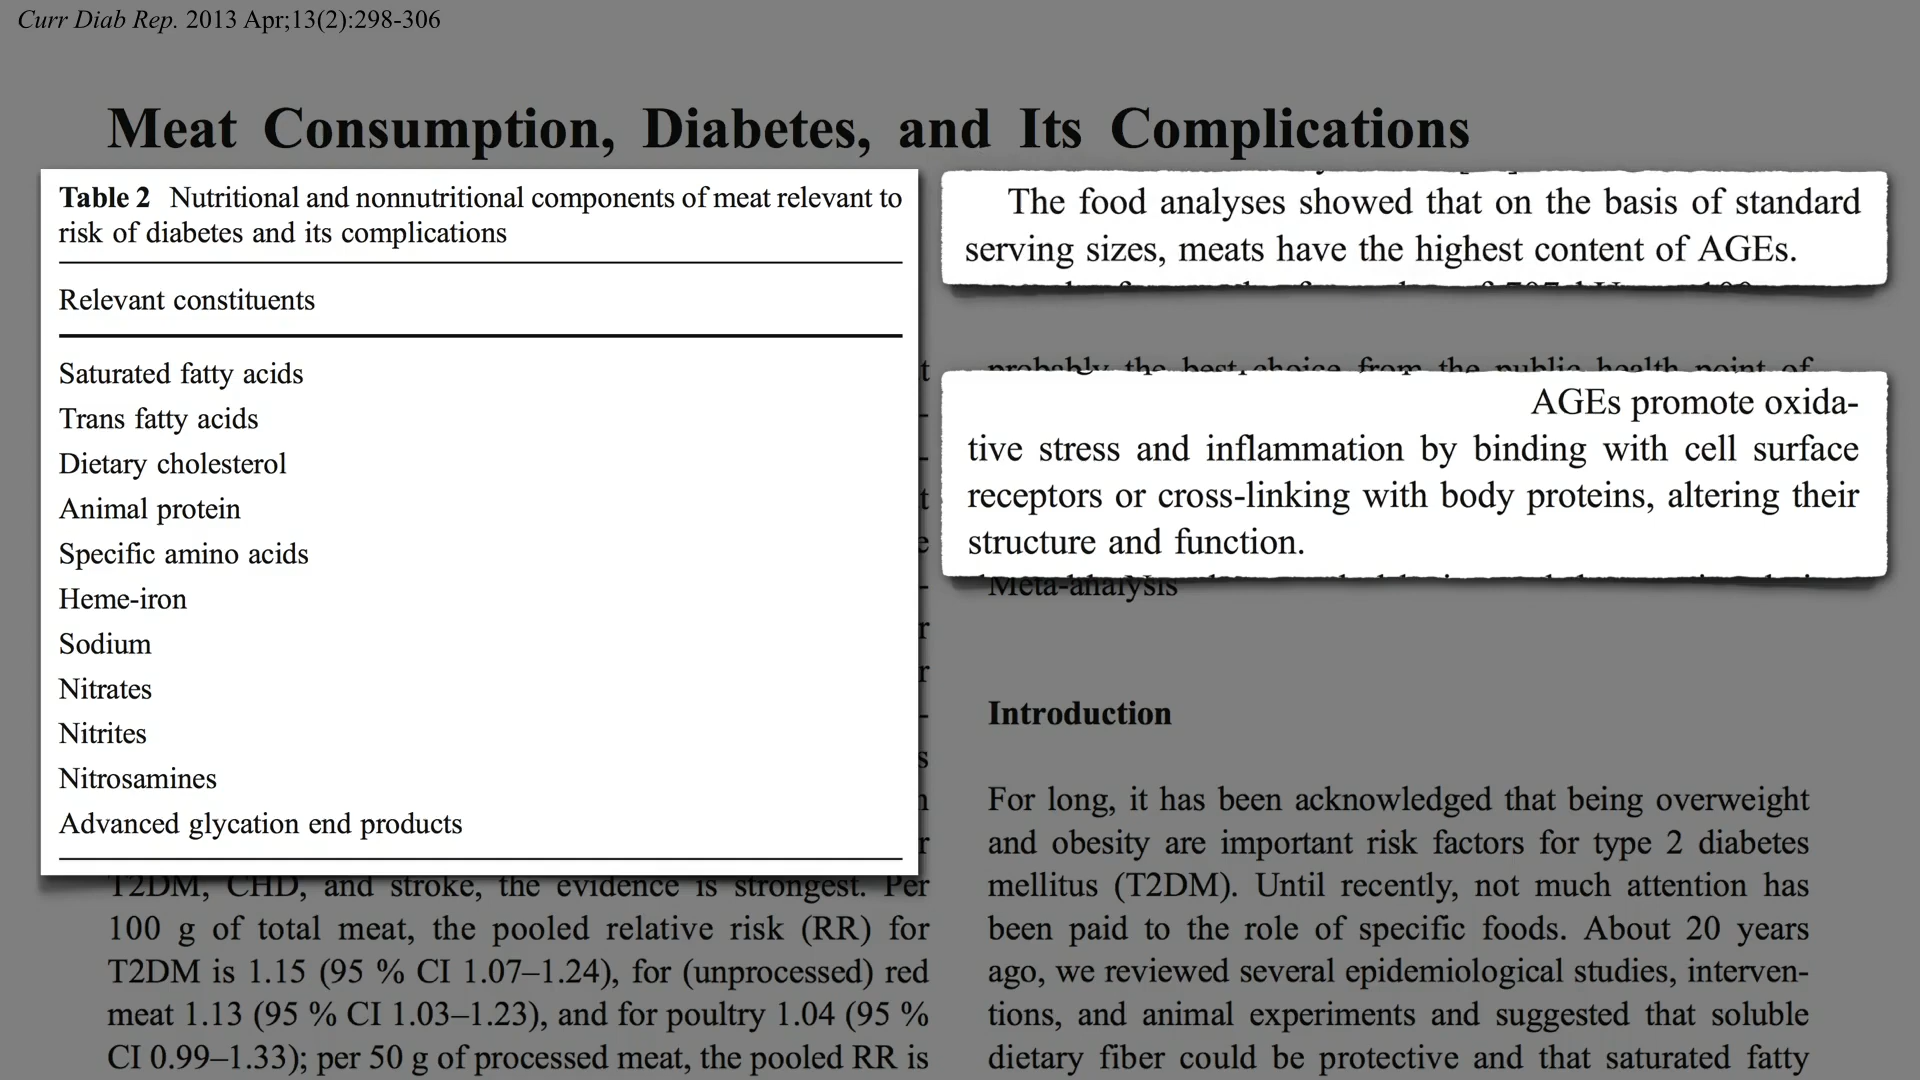 Curr Diab Rep. 2013 Apr;13(2):298-306
Meat Consumption, Diabetes, and Its Complications
Table 2 Nutritional and nonnutritional components of meat relevant to
risk of diabetes and its complications
Relevant constituents
Saturated fatty acids
Trans fatty acids
Dietary cholesterol
Animal protein
Specific amino acids
Heme-iron
Sodium
Nitrates
Nitrites
Nitrosamines
Advanced glycation end products
T2DM, CHD, and stroke, the evidence is strongest. Per
100 g of total meat, the pooled relative risk (RR) for
T2DM is 1.15 (95 % CI 1.07–1.24), for (unprocessed) red
meat 1.13 (95 % CI 1.03–1.23), and for poultry 1.04 (95 %
CI 0.99–1.33); per 50 g of processed meat, the pooled RR is
The food analyses showed that on the basis of standard
serving sizes, meats have the highest content of AGEs.
probably the best choice from the public health point of
AGEs promote oxida-
tive stress and inflammation by binding with cell surface
receptors or cross-linking with body proteins, altering their
structure and function.
Meta-analysis
Introduction
For long, it has been acknowledged that being overweight
and obesity are important risk factors for type 2 diabetes
mellitus (T2DM). Until recently, not much attention has
been paid to the role of specific foods. About 20 years
ago, we reviewed several epidemiological studies, interven-
tions, and animal experiments and suggested that soluble
dietary fiber could be protective and that saturated fatty